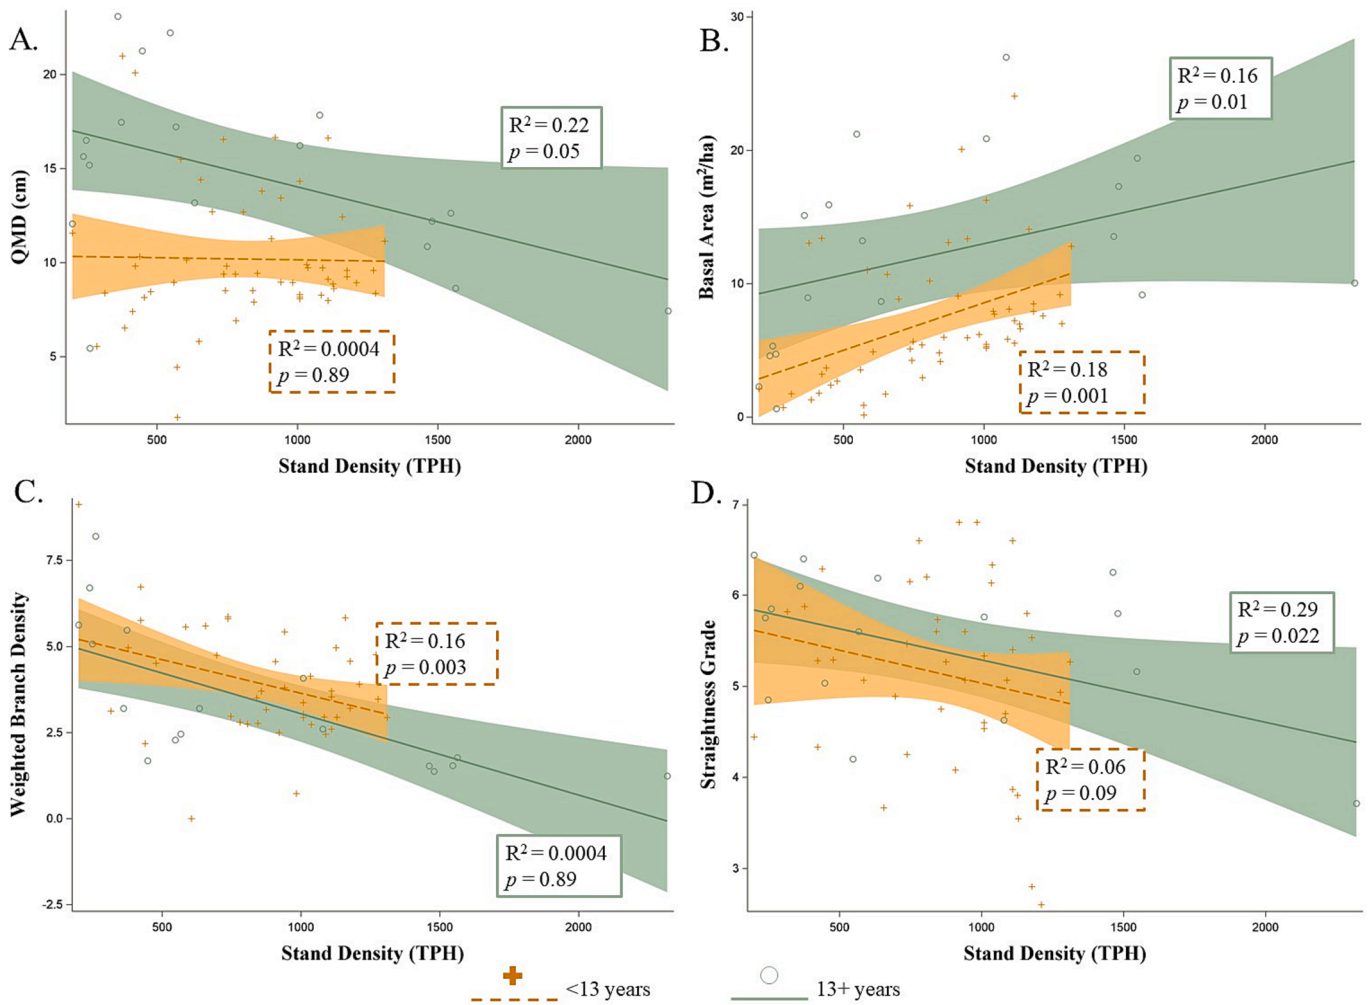 A.
20
15
10
5
QMD (cm)
R² = 0.22
p = 0.05
R² = 0.0004
p = 0.89
500 1000 1500 2000
Stand Density (TPH)
B.
30
20
10
0
Basal Area (m²/ha)
R² = 0.16
p = 0.01
R² = 0.18
p = 0.001
500 1000 1500 2000
Stand Density (TPH)
C.
7.5
5.0
2.5
0.0
-2.5
Weighted Branch Density
R² = 0.16
p = 0.003
R² = 0.0004
p = 0.89
500 1000 1500 2000
Stand Density (TPH)
D.
7
6
5
4
3
Straightness Grade
R² = 0.29
p = 0.022
R² = 0.06
p = 0.09
500 1000 1500 2000
Stand Density (TPH)
<13 years
13+ years